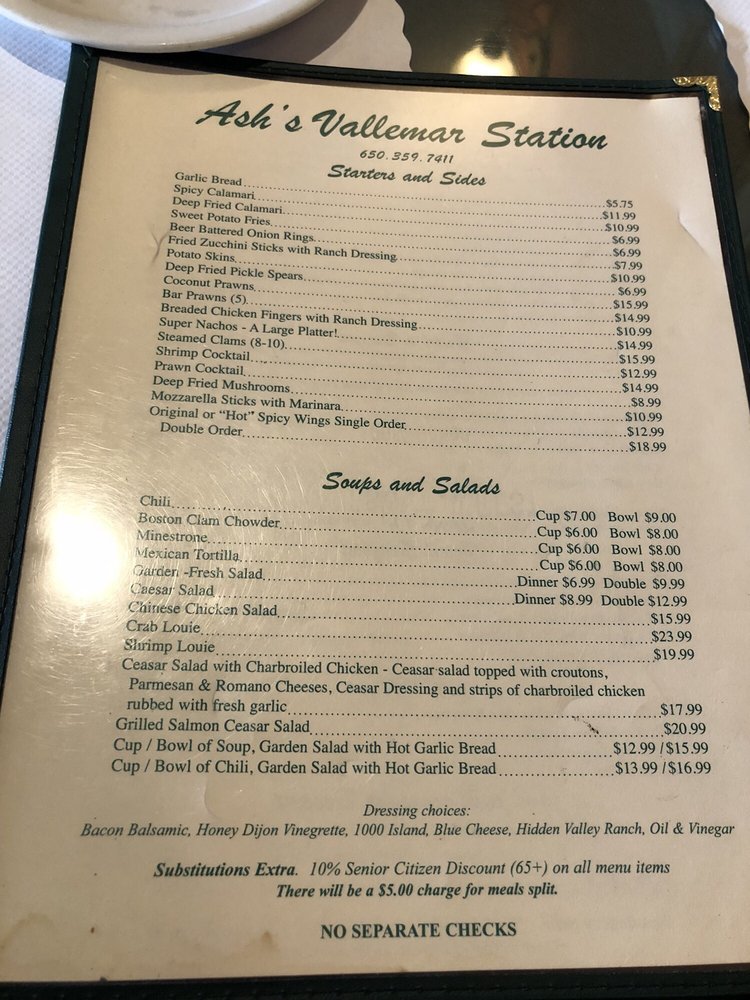 Ash's Vallemar Station
650.359.7411
Starters and Sides
Garlic Bread $5.75
Spicy Calamari $11.99
Deep Fried Calamari $10.99
Sweet Potato Fries $6.99
Beer Battered Onion Rings $6.99
Fried Zucchini Sticks with Ranch Dressing $7.99
Potato Skins $10.99
Deep Fried Pickle Spears $6.99
Coconut Prawns $15.99
Bar Prawns (5) $14.99
Breaded Chicken Fingers with Ranch Dressing $10.99
Super Nachos - A Large Platter! $14.99
Steamed Clams (8-10) $15.99
Shrimp Cocktail $12.99
Prawn Cocktail $14.99
Deep Fried Mushrooms $8.99
Mozzarella Sticks with Marinara $10.99
Original or "Hot" Spicy Wings Single Order $12.99
Double Order $18.99
Soups and Salads
Chili Cup $7.00 Bowl $9.00
Boston Clam Chowder Cup $6.00 Bowl $8.00
Minestrone Cup $6.00 Bowl $8.00
Mexican Tortilla Cup $6.00 Bowl $8.00
Garden -Fresh Salad Dinner $6.99 Double $9.99
Caesar Salad Dinner $8.99 Double $12.99
Chinese Chicken Salad $15.99
Crab Louie $23.99
Shrimp Louie $19.99
Ceasar Salad with Charbroiled Chicken - Ceasar salad topped with croutons,
Parmesan & Romano Cheeses, Ceasar Dressing and strips of charbroiled chicken
rubbed with fresh garlic $17.99
Grilled Salmon Ceasar Salad $20.99
Cup / Bowl of Soup, Garden Salad with Hot Garlic Bread $12.99 / $15.99
Cup / Bowl of Chili, Garden Salad with Hot Garlic Bread $13.99 / $16.99
Dressing choices:
Bacon Balsamic, Honey Dijon Vinegrette, 1000 Island, Blue Cheese, Hidden Valley Ranch, Oil & Vinegar
Substitutions Extra. 10% Senior Citizen Discount (65+) on all menu items
There will be a $5.00 charge for meals split.
NO SEPARATE CHECKS